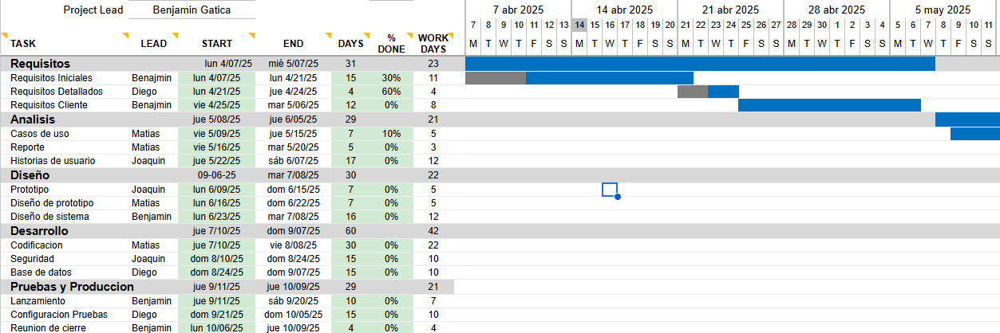 Project Lead Benjamin Gatica 7 abr 2025 14 abr 2025 21 abr 2025 28 abr 2025 5 may 2025
7 8 9 10 11 12 13 14 15 16 17 18 19 20 21 22 23 24 25 26 27 28 29 30 1 2 3 4 5 6 7 8 9 10 11
TASK LEAD START END DAYS % DONE WORK DAYS M T W T F S S M T W T F S S M T W T F S S M T W T F S S M T W T F S S
Requisitos lun 4/07/25 mié 5/07/25 31 23
Requisitos Iniciales Benajmin lun 4/07/25 lun 4/21/25 15 30% 11
Requisitos Detallados Diego lun 4/21/25 jue 4/24/25 4 60% 4
Requisitos Cliente Benajmin vie 4/25/25 mar 5/06/25 12 0% 8
Analisis jue 5/08/25 jue 6/05/25 29 21
Casos de uso Matias vie 5/09/25 jue 5/15/25 7 10% 5
Reporte Matias vie 5/16/25 mar 5/20/25 5 0% 3
Historias de usuario Joaquin jue 5/22/25 sáb 6/07/25 17 0% 12
Diseño 09-06-25 mar 7/08/25 30 22
Prototipo Joaquin lun 6/09/25 dom 6/15/25 7 0% 5
Diseño de prototipo Matias lun 6/16/25 dom 6/22/25 7 0% 5
Diseño de sistema Benjamin lun 6/23/25 mar 7/08/25 16 0% 12
Desarrollo jue 7/10/25 dom 9/07/25 60 42
Codificacion Matias jue 7/10/25 vie 8/08/25 30 0% 22
Seguridad Joaquin dom 8/10/25 dom 8/24/25 15 0% 10
Base de datos Diego dom 8/24/25 dom 9/07/25 15 0% 10
Pruebas y Produccion jue 9/11/25 jue 10/09/25 29 21
Lanzamiento Benjamin jue 9/11/25 sáb 9/20/25 10 0% 7
Configuracion Pruebas Diego dom 9/21/25 dom 10/05/25 15 0% 10
Reunion de cierre Benjamin lun 10/06/25 jue 10/09/25 4 0% 4